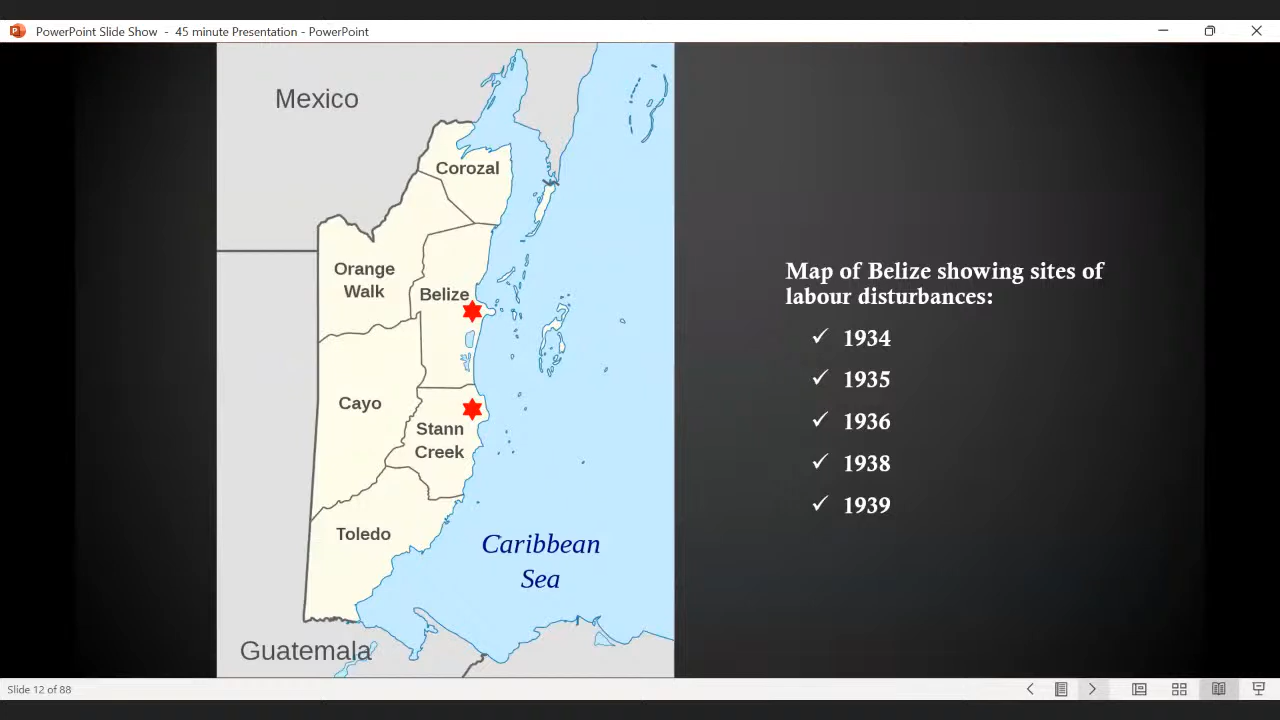 PowerPoint Slide Show - 45 minute Presentation - PowerPoint
Mexico
Corozal
Orange
Walk
Belize
Cayo
Stann
Creek
Toledo
Caribbean
Sea
Guatemala
Map of Belize showing sites of
labour disturbances:
✓ 1934
✓ 1935
✓ 1936
✓ 1938
✓ 1939
Slide 12 of 88